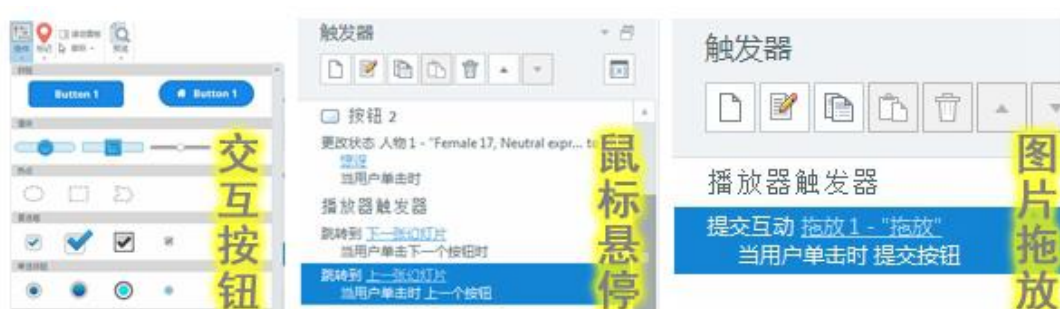 Button 1
Button 1
交互按钮
触发器
按钮 2
更改状态 人物 1 - "Female 17, Neutral expr... to
当用户单击时
播放器触发器
跳转到 下一张幻灯片
当用户单击下一个按钮时
跳转到 上一张幻灯片
当用户单击时 上一个按钮
鼠标悬停
触发器
播放器触发器
提交互动 拖放 1 - "拖放"
当用户单击时 提交按钮
图片拖放